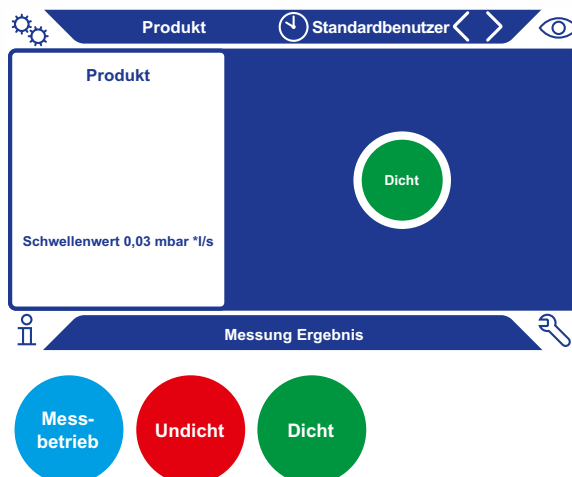 Produkt
Standardbenutzer
Produkt
Dicht
Schwellenwert 0,03 mbar *l/s
Messung Ergebnis
Mess-
betrieb
Undicht
Dicht